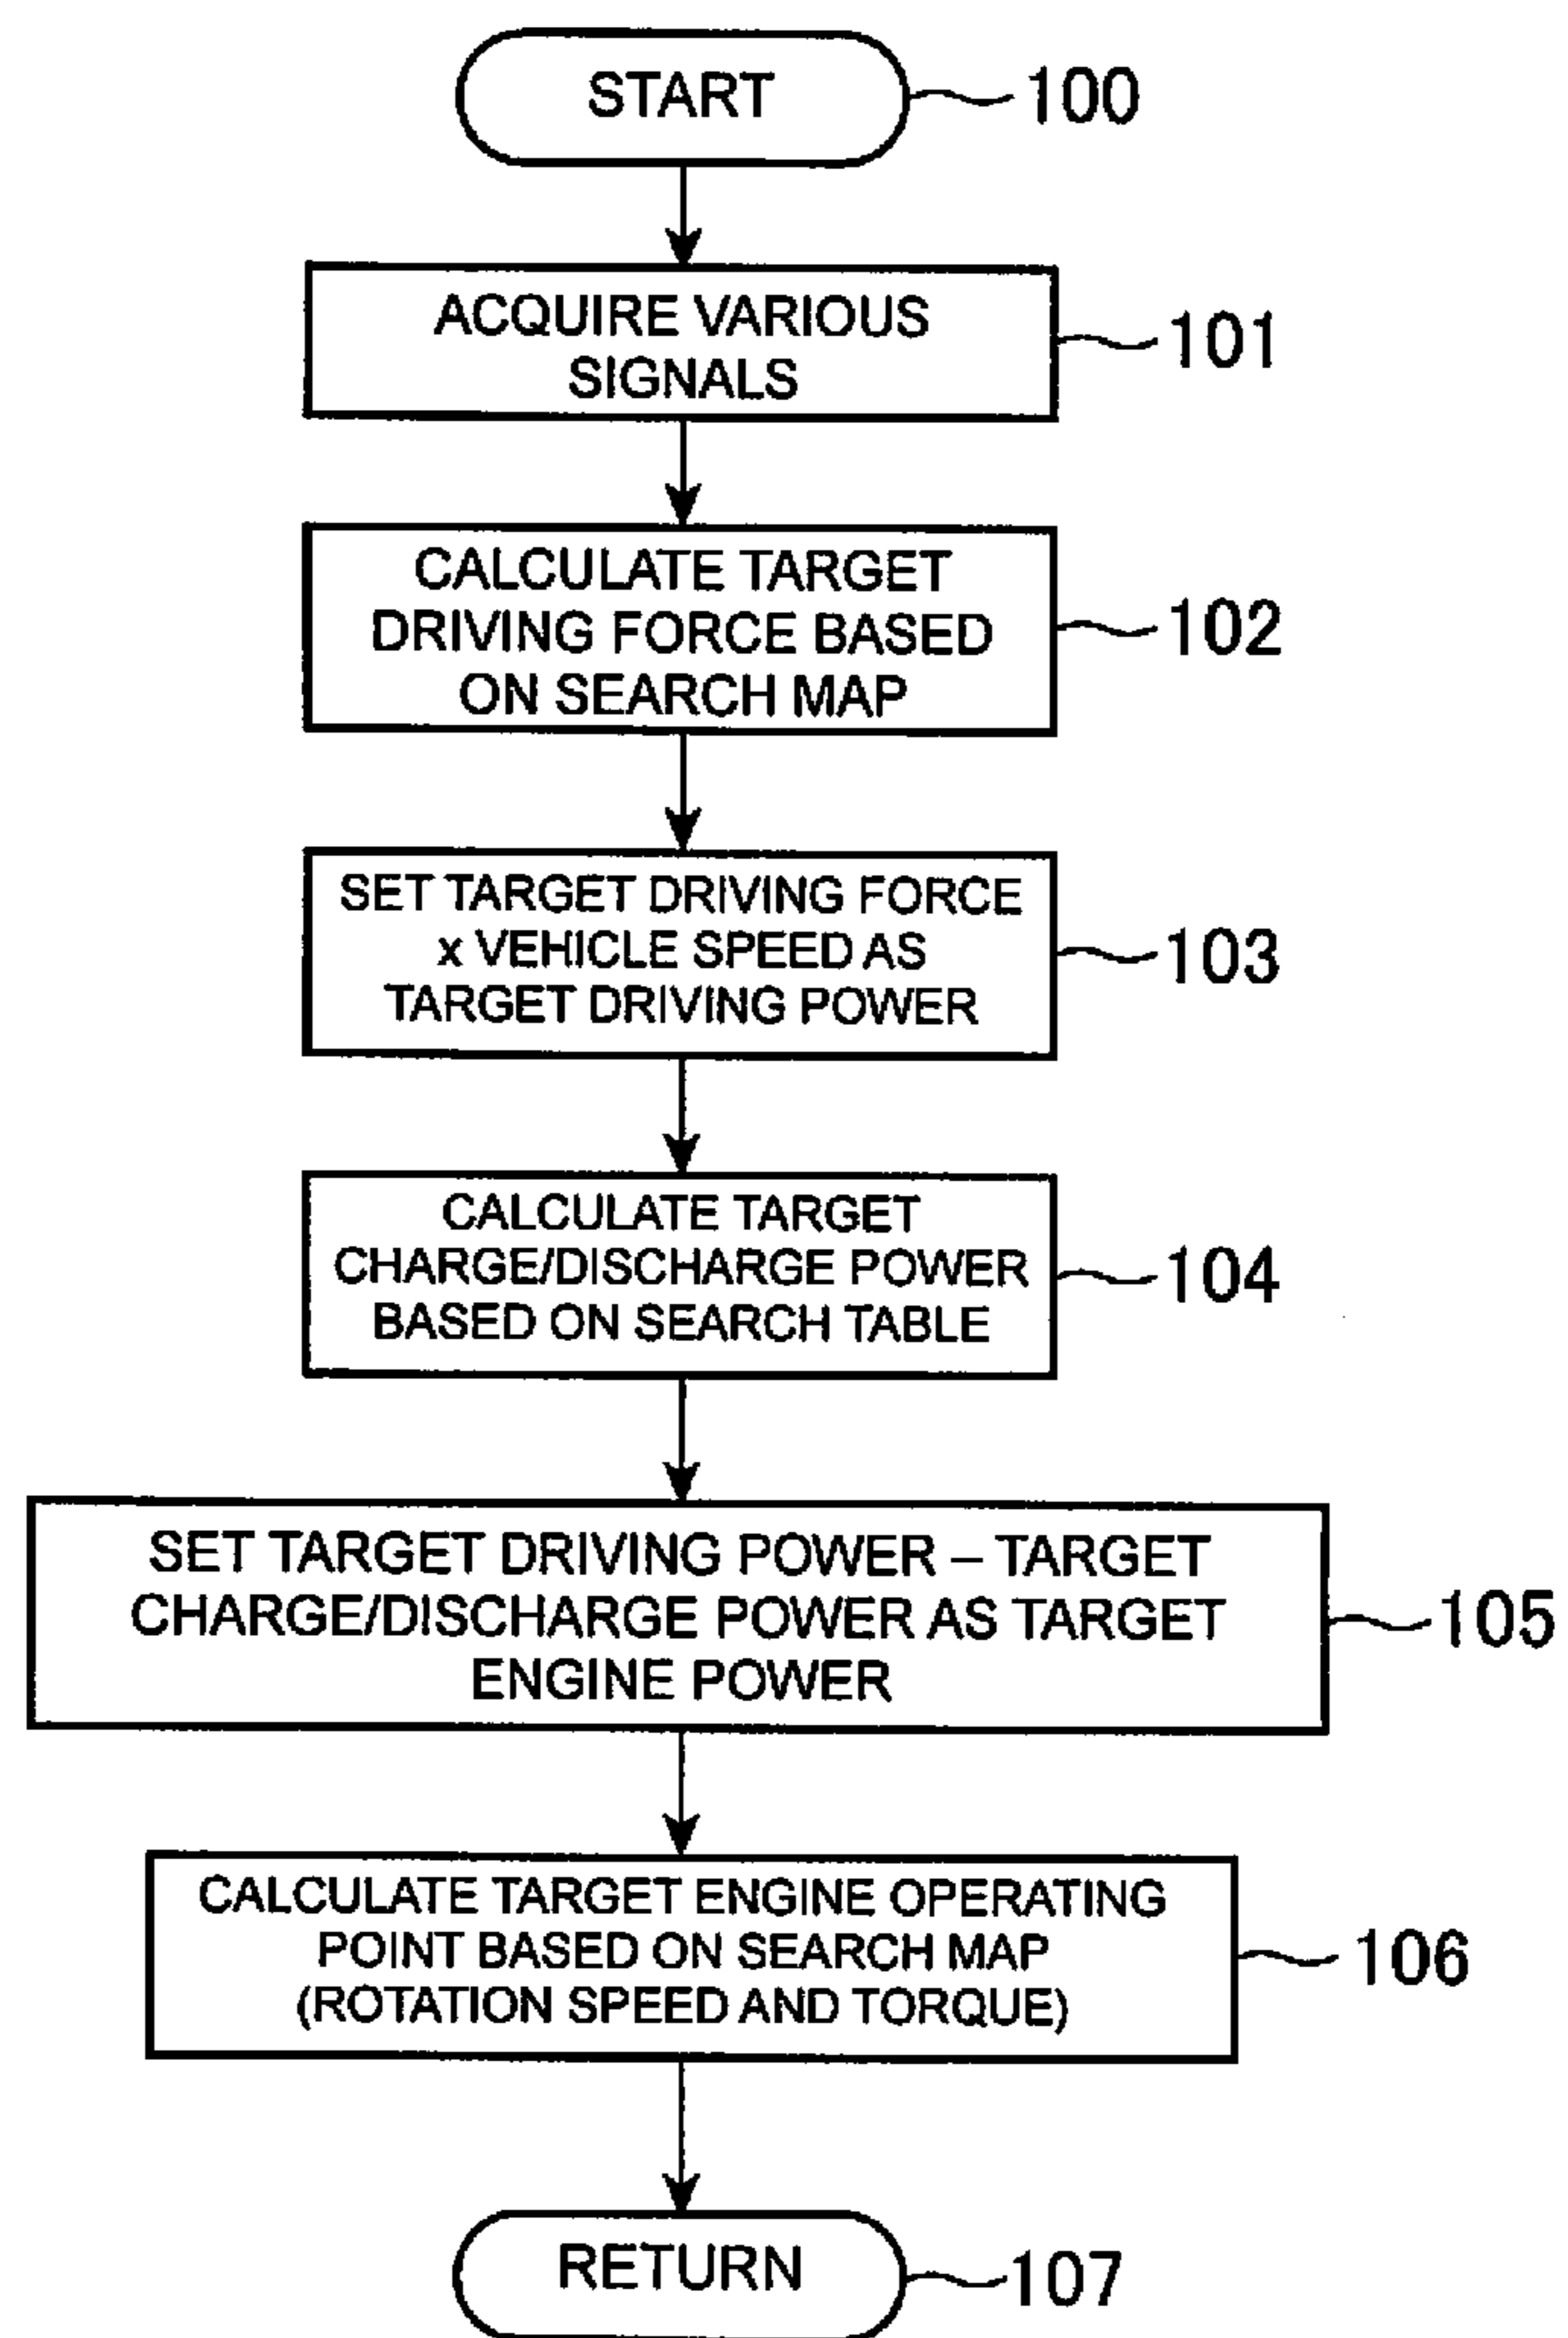 START
100
ACQUIRE VARIOUS
SIGNALS
101
CALCULATE TARGET
DRIVING FORCE BASED
ON SEARCH MAP
102
SET TARGET DRIVING FORCE
x VEHICLE SPEED AS
TARGET DRIVING POWER
103
CALCULATE TARGET
CHARGE/DISCHARGE POWER
BASED ON SEARCH TABLE
104
SET TARGET DRIVING POWER – TARGET
CHARGE/DISCHARGE POWER AS TARGET
ENGINE POWER
105
CALCULATE TARGET ENGINE OPERATING
POINT BASED ON SEARCH MAP
(ROTATION SPEED AND TORQUE)
106
RETURN
107